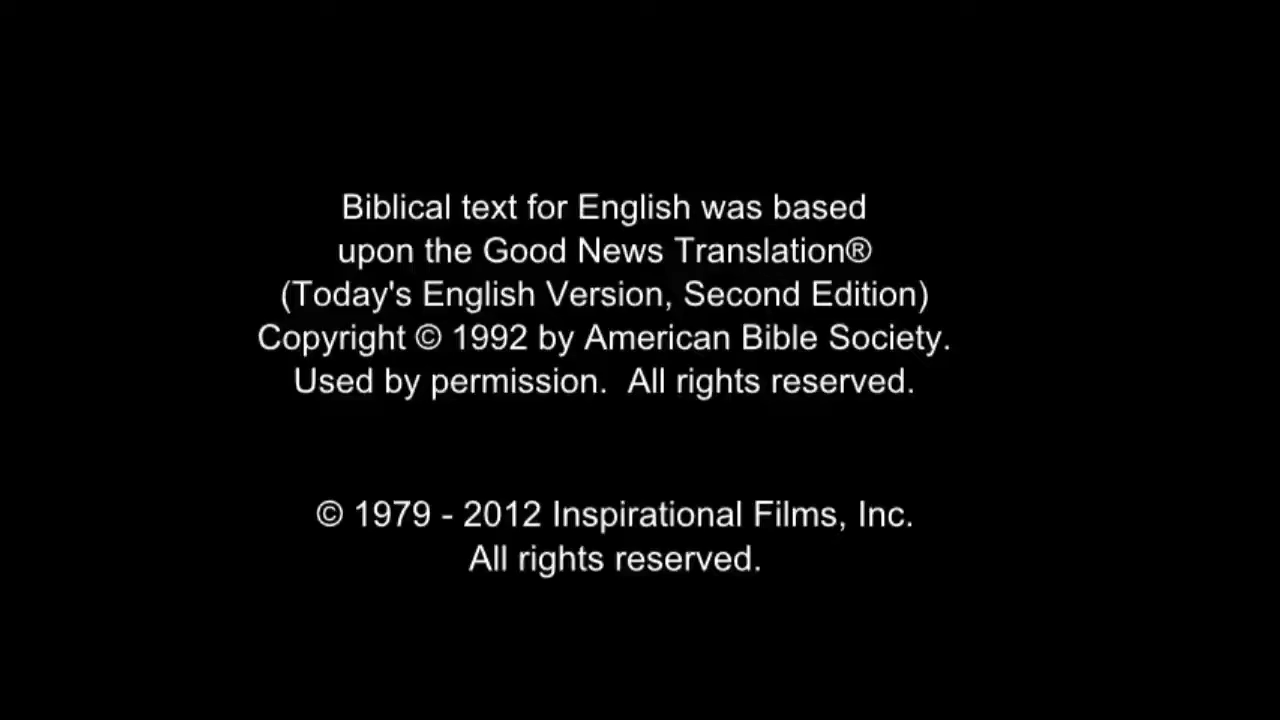 Biblical text for English was based
upon the Good News Translation®
(Today's English Version, Second Edition)
Copyright © 1992 by American Bible Society.
Used by permission.  All rights reserved.
© 1979 - 2012 Inspirational Films, Inc.
All rights reserved.